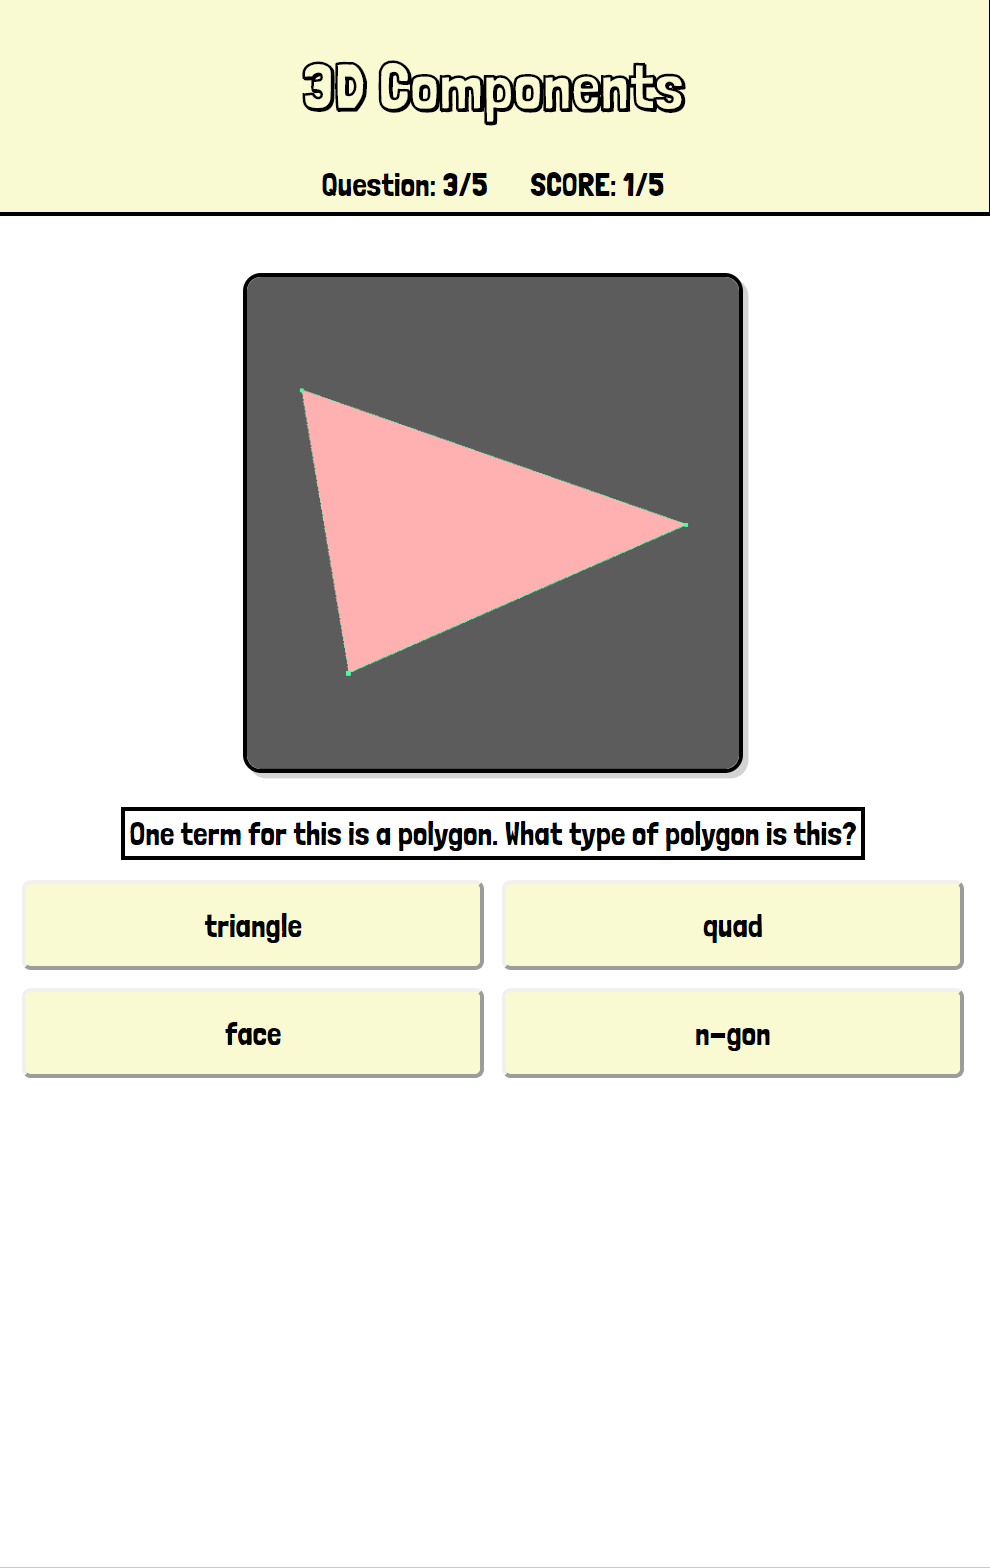 3D Components
Question: 3/5 SCORE: 1/5
One term for this is a polygon. What type of polygon is this?
triangle
quad
face
n-gon